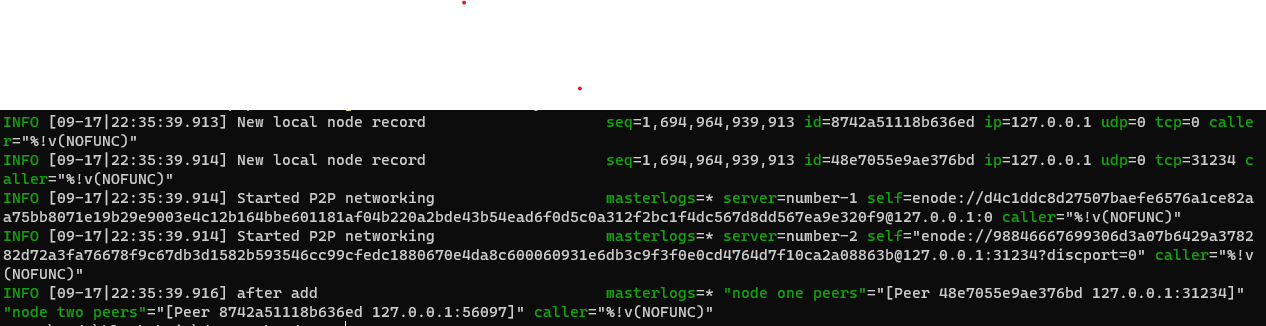 INFO [09-17|22:35:39.913] New local node record                    seq=1,694,964,939,913 id=8742a51118b636ed ip=127.0.0.1 udp=0 tcp=0 calle
r="%!v(NOFUNC)"
INFO [09-17|22:35:39.914] New local node record                    seq=1,694,964,939,913 id=48e7055e9ae376bd ip=127.0.0.1 udp=0 tcp=31234 c
aller="%!v(NOFUNC)"
INFO [09-17|22:35:39.914] Started P2P networking                   masterlogs=* server=number-1 self=enode://d4c1ddc8d27507baefe6576a1ce82a
a75bb8071e19b29e9003e4c12b164bbe601181af04b220a2bde43b54ead6f0d5c0a312f2bc1f4dc567d8dd567ea9e320f9@127.0.0.1:0 caller="%!v(NOFUNC)"
INFO [09-17|22:35:39.914] Started P2P networking                   masterlogs=* server=number-2 self="enode://98846667699306d3a07b6429a3782
82d72a3fa76678f9c67db3d1582b593546cc99cfedc1880670e4da8c600060931e6db3c9f3f0e0cd4764d7f10ca2a08863b@127.0.0.1:31234?discport=0" caller="%!v
(NOFUNC)"
INFO [09-17|22:35:39.916] after add                                masterlogs=* "node one peers"="[Peer 48e7055e9ae376bd 127.0.0.1:31234]"
"node two peers"="[Peer 8742a51118b636ed 127.0.0.1:56097]" caller="%!v(NOFUNC)"